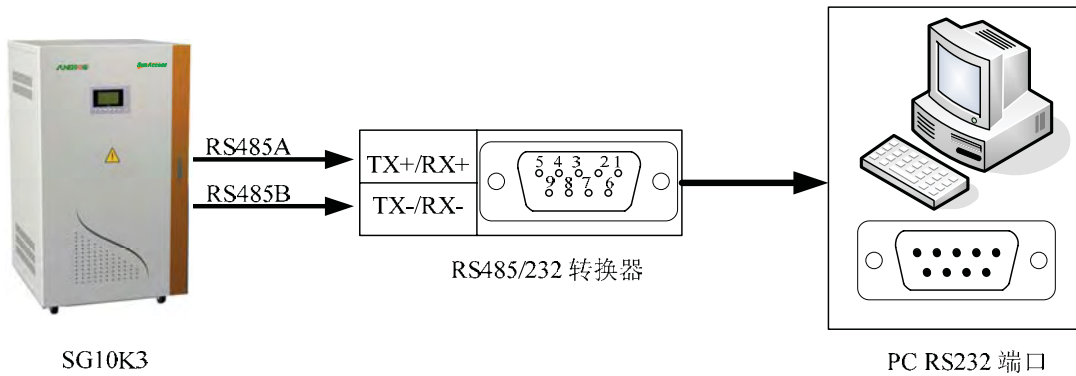 RS485A
RS485B
TX+/RX+
TX-/RX-
5 4 3 2 1
9 8 7 6
RS485/232 转换器
SG10K3
PC RS232 端口